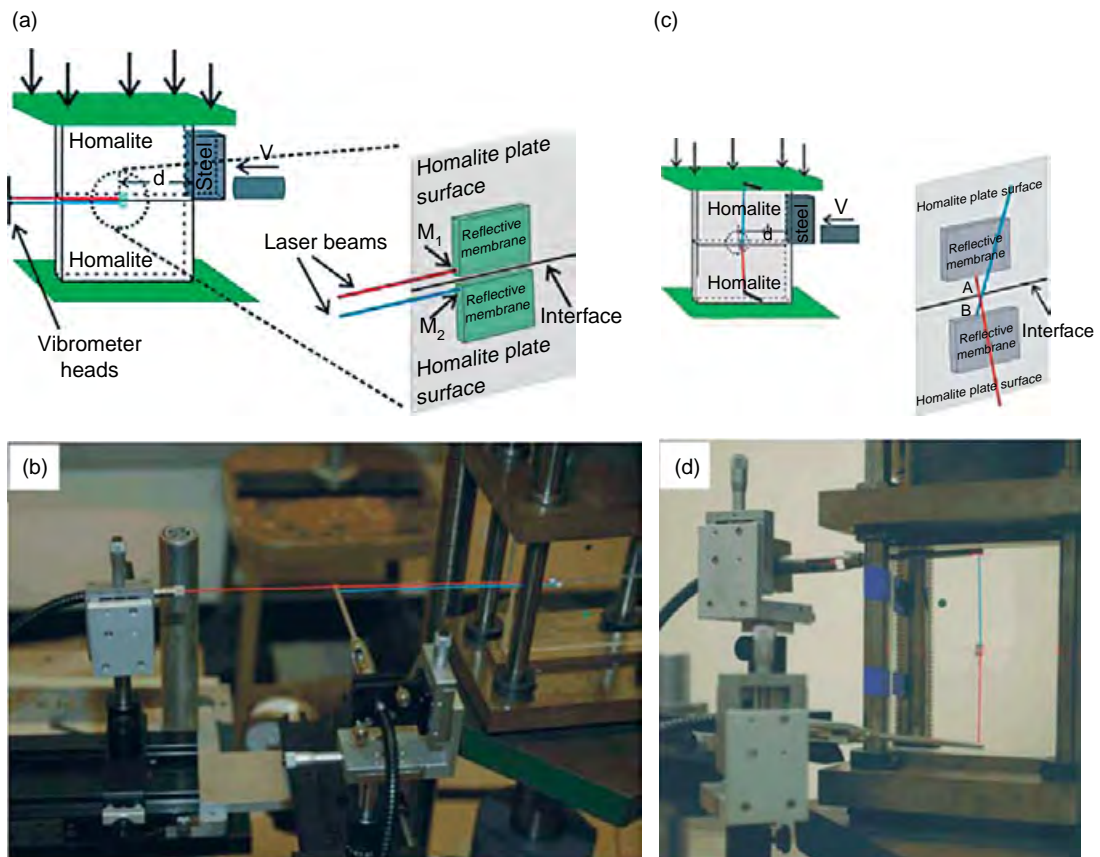 (a)
Homalite
Steel
V
d
Homalite
Vibrometer
heads
Laser beams
Homalite plate
surface
M1
Reflective
membrane
Reflective
membrane
M2
Interface
Homalite plate
surface
(c)
Homalite
steel
V
d
Homalite
Homalite plate surface
Reflective
membrane
A
B
Reflective
membrane
Interface
Homalite plate surface
(b)
(d)